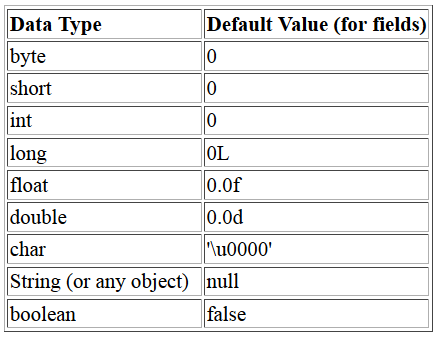 Data Type Default Value (for fields)
byte 0
short 0
int 0
long 0L
float 0.0f
double 0.0d
char '\u0000'
String (or any object) null
boolean false